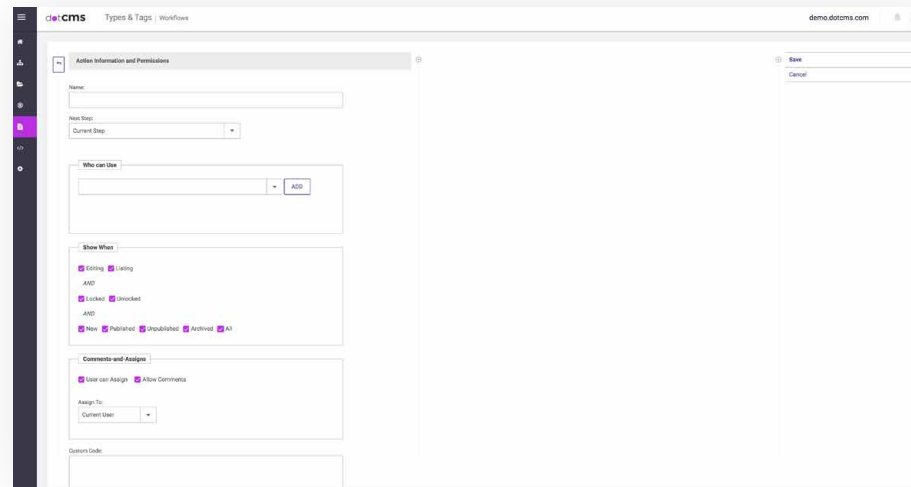 dotCMS Types & Tags | Workflows demo.dotcms.com
Action Information and Permissions
Save
Cancel
Name:
Next Step:
Current Step
Who can Use
ADD
Show When
Editing Listing
AND
Locked Unlocked
AND
New Published Unpublished Archived All
Comments-and-Assigns
User can Assign Allow Comments
Assign To:
Current User
Custom Code: